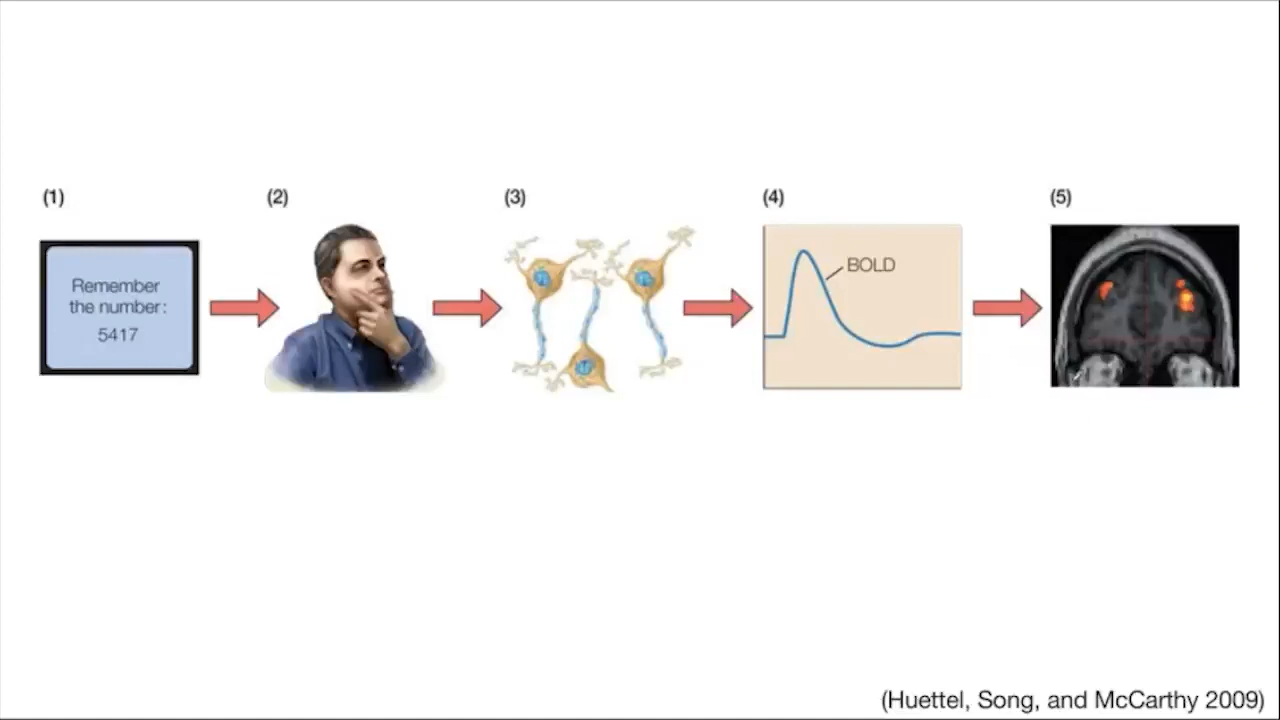 (1)
(2)
(3)
(4)
(5)
Remember
the number:
5417
BOLD
(Huettel, Song, and McCarthy 2009)